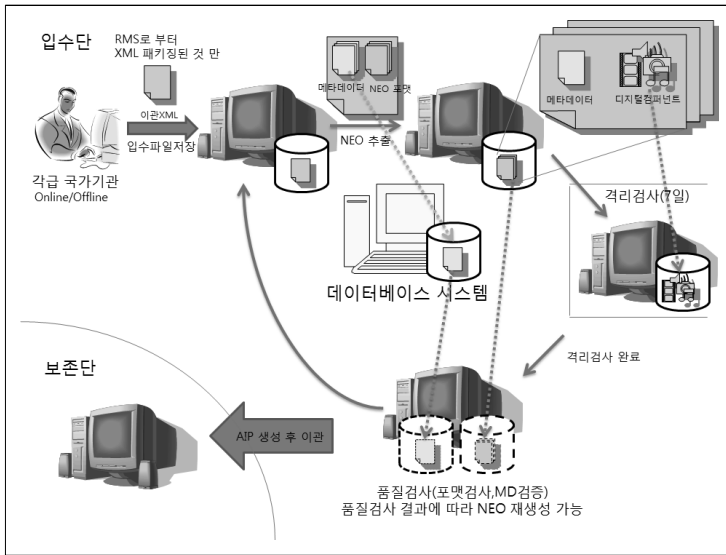 입수단
RMS로 부터
XML 패키징된 것 만
이관XML
입수파일저장
각급 국가기관
Online/Offline
메타데이터
NEO 포맷
NEO 추출
메타데이터
디지털컴퍼넌트
격리검사(7일)
데이터베이스 시스템
격리검사 완료
보존단
AIP 생성 후 이관
품질검사(포맷검사,MD검증)
품질검사 결과에 따라 NEO 재생성 가능